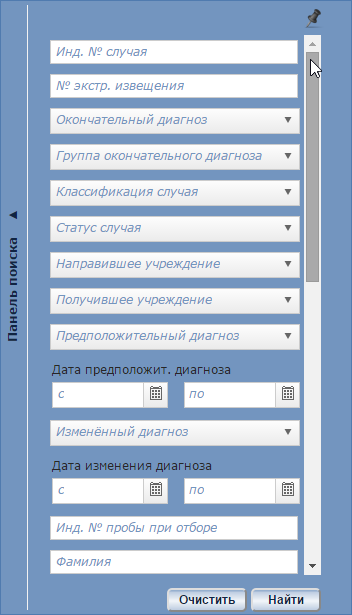 Панель поиска ▲
Инд. № случая
№ экстр. извещения
Окончательный диагноз
Группа окончательного диагноза
Классификация случая
Статус случая
Направившее учреждение
Получившее учреждение
Предположительный диагноз
Дата предположит. диагноза
с по
Изменённый диагноз
Дата изменения диагноза
с по
Инд. № пробы при отборе
Фамилия
Очистить Найти